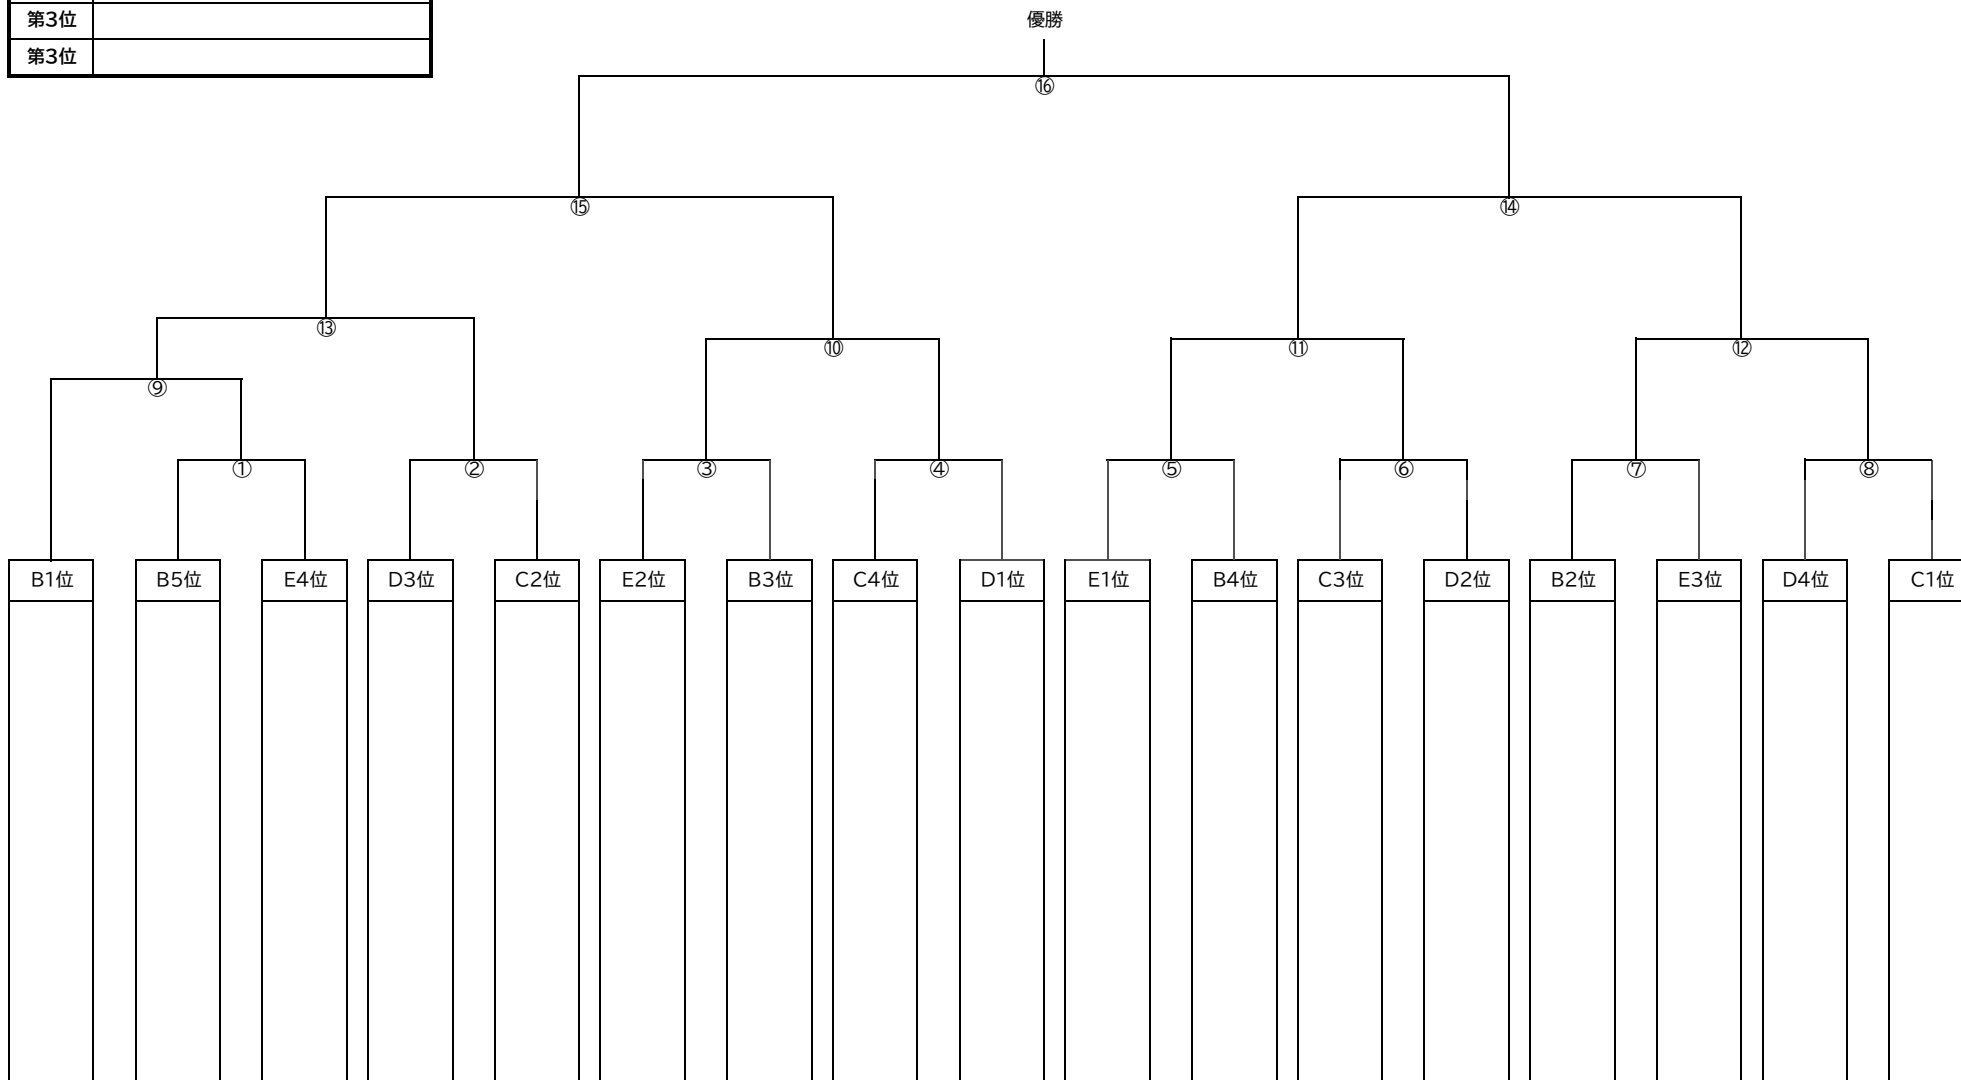 第3位
優勝
第3位
⑯
⑮
⑭
⑬
⑩
⑪
⑫
⑨
①
②
③
④
⑤
⑥
⑦
⑧
B1位
B5位
E4位
D3位
C2位
E2位
B3位
C4位
D1位
E1位
B4位
C3位
D2位
B2位
E3位
D4位
C1位